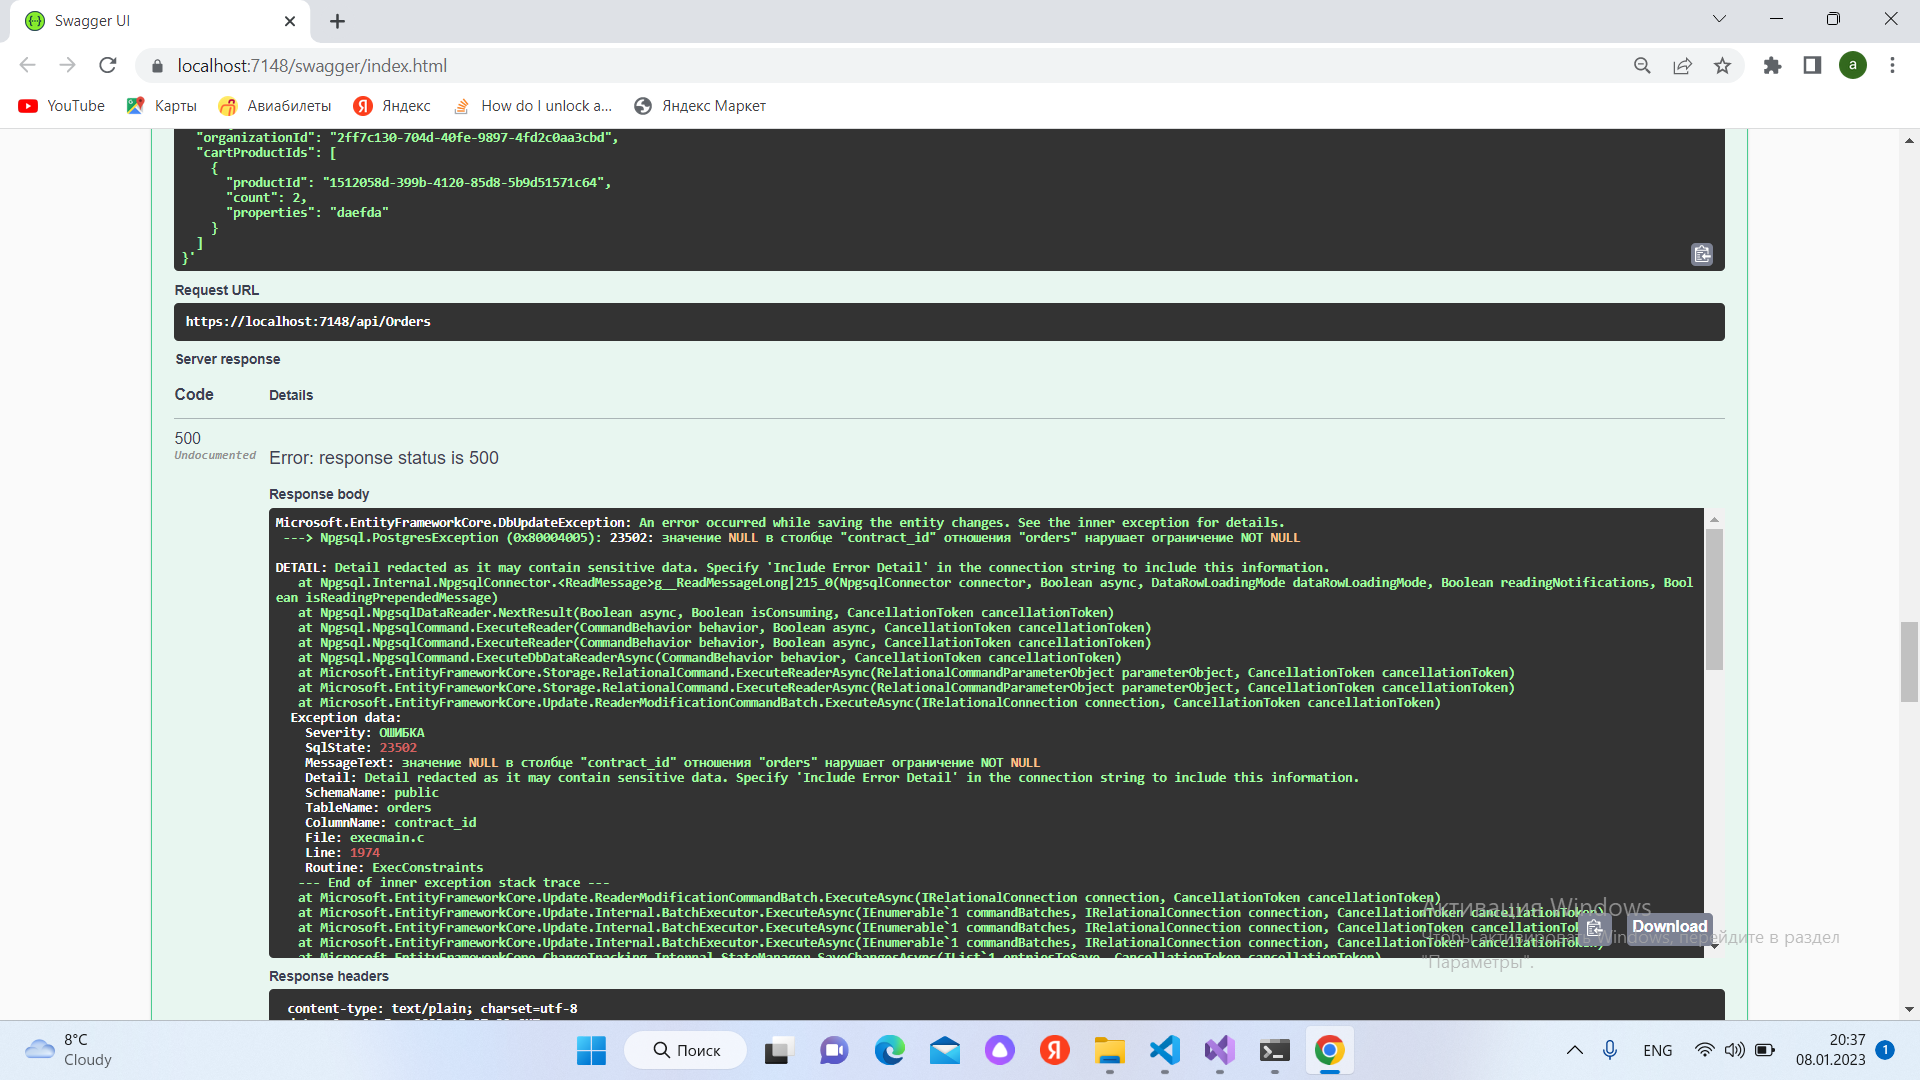 Swagger UI
localhost:7148/swagger/index.html
a
YouTube
Карты
Авиабилеты
Яндекс
How do I unlock a...
Яндекс Маркет
"organizationId": "2ff7c130-704d-40fe-9897-4fd2c0aa3cbd",
"cartProductIds": [
{
"productId": "1512058d-399b-4120-85d8-5b9d51571c64",
"count": 2,
"properties": "daefda"
}
]
}'
Request URL
https://localhost:7148/api/Orders
Server response
Code Details
500
Undocumented
Error: response status is 500
Response body
Microsoft.EntityFrameworkCore.DbUpdateException: An error occurred while saving the entity changes. See the inner exception for details.
---> Npgsql.PostgresException (0x80004005): 23502: значение NULL в столбце "contract_id" отношения "orders" нарушает ограничение NOT NULL
DETAIL: Detail redacted as it may contain sensitive data. Specify 'Include Error Detail' in the connection string to include this information.
at Npgsql.Internal.NpgsqlConnector.<ReadMessage>g__ReadMessageLong|215_0(NpgsqlConnector connector, Boolean async, DataRowLoadingMode dataRowLoadingMode, Boolean readingNotifications, Bool
ean isReadingPrependedMessage)
at Npgsql.NpgsqlDataReader.NextResult(Boolean async, Boolean isConsuming, CancellationToken cancellationToken)
at Npgsql.NpgsqlCommand.ExecuteReader(CommandBehavior behavior, Boolean async, CancellationToken cancellationToken)
at Npgsql.NpgsqlCommand.ExecuteReader(CommandBehavior behavior, Boolean async, CancellationToken cancellationToken)
at Npgsql.NpgsqlCommand.ExecuteDbDataReaderAsync(CommandBehavior behavior, CancellationToken cancellationToken)
at Microsoft.EntityFrameworkCore.Storage.RelationalCommand.ExecuteReaderAsync(RelationalCommandParameterObject parameterObject, CancellationToken cancellationToken)
at Microsoft.EntityFrameworkCore.Storage.RelationalCommand.ExecuteReaderAsync(RelationalCommandParameterObject parameterObject, CancellationToken cancellationToken)
at Microsoft.EntityFrameworkCore.Update.ReaderModificationCommandBatch.ExecuteAsync(IRelationalConnection connection, CancellationToken cancellationToken)
Exception data:
Severity: ОШИБКА
SqlState: 23502
MessageText: значение NULL в столбце "contract_id" отношения "orders" нарушает ограничение NOT NULL
Detail: Detail redacted as it may contain sensitive data. Specify 'Include Error Detail' in the connection string to include this information.
SchemaName: public
TableName: orders
ColumnName: contract_id
File: execmain.c
Line: 1974
Routine: ExecConstraints
--- End of inner exception stack trace ---
at Microsoft.EntityFrameworkCore.Update.ReaderModificationCommandBatch.ExecuteAsync(IRelationalConnection connection, CancellationToken cancellationToken)
at Microsoft.EntityFrameworkCore.Update.Internal.BatchExecutor.ExecuteAsync(IEnumerable`1 commandBatches, IRelationalConnection connection, CancellationToken cancellationToken)
at Microsoft.EntityFrameworkCore.Update.Internal.BatchExecutor.ExecuteAsync(IEnumerable`1 commandBatches, IRelationalConnection connection, CancellationToken cancellationToken)
at Microsoft.EntityFrameworkCore.Update.Internal.BatchExecutor.ExecuteAsync(IEnumerable`1 commandBatches, IRelationalConnection connection, CancellationToken cancellationToken)
at Microsoft.EntityFrameworkCore.ChangeTracking.Internal.StateManager.SaveChangesAsync(IList`1 entriesToSave, CancellationToken cancellationToken)
Активация Windows
Чтобы активировать Windows, перейдите в раздел
"Параметры".
Download
Response headers
content-type: text/plain; charset=utf-8
8°C
Cloudy
Поиск
Я
ENG
20:37
08.01.2023
1